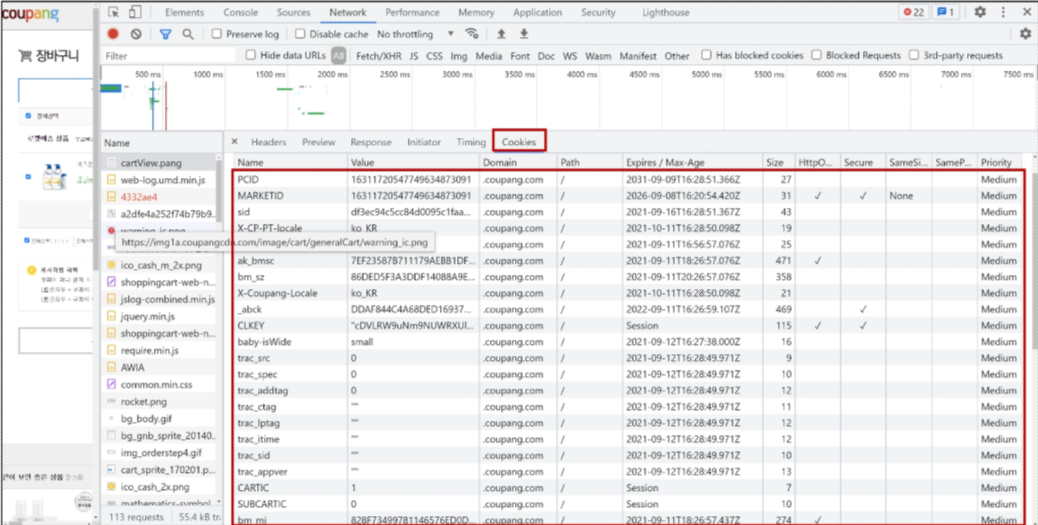 coupang
Elements Console Sources Network Performance Memory Application Security Lighthouse 22 1
Preserve log Disable cache No throttling
Filter Hide data URLs All Fetch/XHR JS CSS Img Media Font Doc WS Wasm Manifest Other Has blocked cookies Blocked Requests 3rd-party requests
장바구니
500 ms 1000 ms 1500 ms 2000 ms 2500 ms 3000 ms 3500 ms 4000 ms 4500 ms 5000 ms 5500 ms 6000 ms 6500 ms 7000 ms 7500 ms
Name
× Headers Preview Response Initiator Timing Cookies
cartView.pang
web-log.umd.min.js
4332ae4
a2dfe4a252f74b79b9...
warning_ic.png
https://img1a.coupangcdn.com/image/cart/generalCart/warning_ic.png
ico_cash_m_2x.png
shoppingcart-web-n...
jslog-combined.min.js
jquery.min.js
shoppingcart-web-n...
require.min.js
AWIA
common.min.css
rocket.png
bg_body.gif
bg_gnb_sprite_20140...
img_orderstep4.gif
cart_sprite_170201.p...
ico_cash_2x.png
mathematics-symbol...
113 requests 55.4 kB tr
Name Value Domain Path Expires / Max-Age Size HttpO... Secure SameSi... SameP... Priority
PCID 16311720547749634873091 .coupang.com / 2031-09-09T16:28:51.366Z 27 Medium
MARKETID 16311720547749634873091 .coupang.com / 2026-09-08T16:20:54.420Z 31 ✓ ✓ None Medium
sid df3ec94c5cc84d0095c1faa... .coupang.com / 2021-09-16T16:28:51.367Z 43 Medium
X-CP-PT-locale ko_KR .coupang.com / 2021-10-11T16:28:50.098Z 19 Medium
.coupang.com / 2021-09-11T16:56:57.076Z 25 Medium
ak_bmsc 7EF23587B711179AEBB1DF... .coupang.com / 2021-09-11T18:26:57.076Z 471 ✓ Medium
bm_sz 86DED5F3A3DDF14088A9E... .coupang.com / 2021-09-11T20:26:57.076Z 358 Medium
X-Coupang-Locale ko_KR .coupang.com / 2021-10-11T16:28:50.098Z 21 Medium
_abck DDAF844C4A68DED16937... .coupang.com / 2022-09-11T16:26:59.107Z 469 ✓ Medium
CLKEY "cDVLRW9uNm9NUWRXUl... .coupang.com / Session 115 ✓ ✓ Medium
baby-isWide small .coupang.com / 2021-09-12T16:27:38.000Z 16 Medium
trac_src 0 .coupang.com / 2021-09-12T16:28:49.971Z 9 Medium
trac_spec 0 .coupang.com / 2021-09-12T16:28:49.971Z 10 Medium
trac_addtag 0 .coupang.com / 2021-09-12T16:28:49.971Z 12 Medium
trac_ctag "" .coupang.com / 2021-09-12T16:28:49.971Z 11 Medium
trac_lptag "" .coupang.com / 2021-09-12T16:28:49.971Z 12 Medium
trac_itime "" .coupang.com / 2021-09-12T16:28:49.971Z 12 Medium
trac_sid "" .coupang.com / 2021-09-12T16:28:49.971Z 10 Medium
trac_appver "" .coupang.com / 2021-09-12T16:28:49.971Z 13 Medium
CARTIC 1 .coupang.com / Session 7 Medium
SUBCARTIC 0 .coupang.com / Session 10 Medium
bm_mi 828F73499781146576ED0D... .coupang.com / 2021-09-11T18:26:57.437Z 274 ✓ Medium